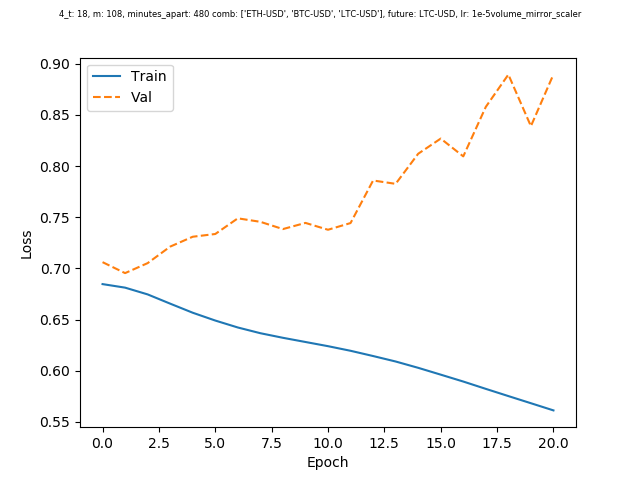 4_t: 18, m: 108, minutes_apart: 480 comb: ['ETH-USD', 'BTC-USD', 'LTC-USD'], future: LTC-USD, lr: 1e-5volume_mirror_scaler
Train
Val
0.90
0.85
0.80
0.75
0.70
0.65
0.60
0.55
Loss
0.0 2.5 5.0 7.5 10.0 12.5 15.0 17.5 20.0
Epoch